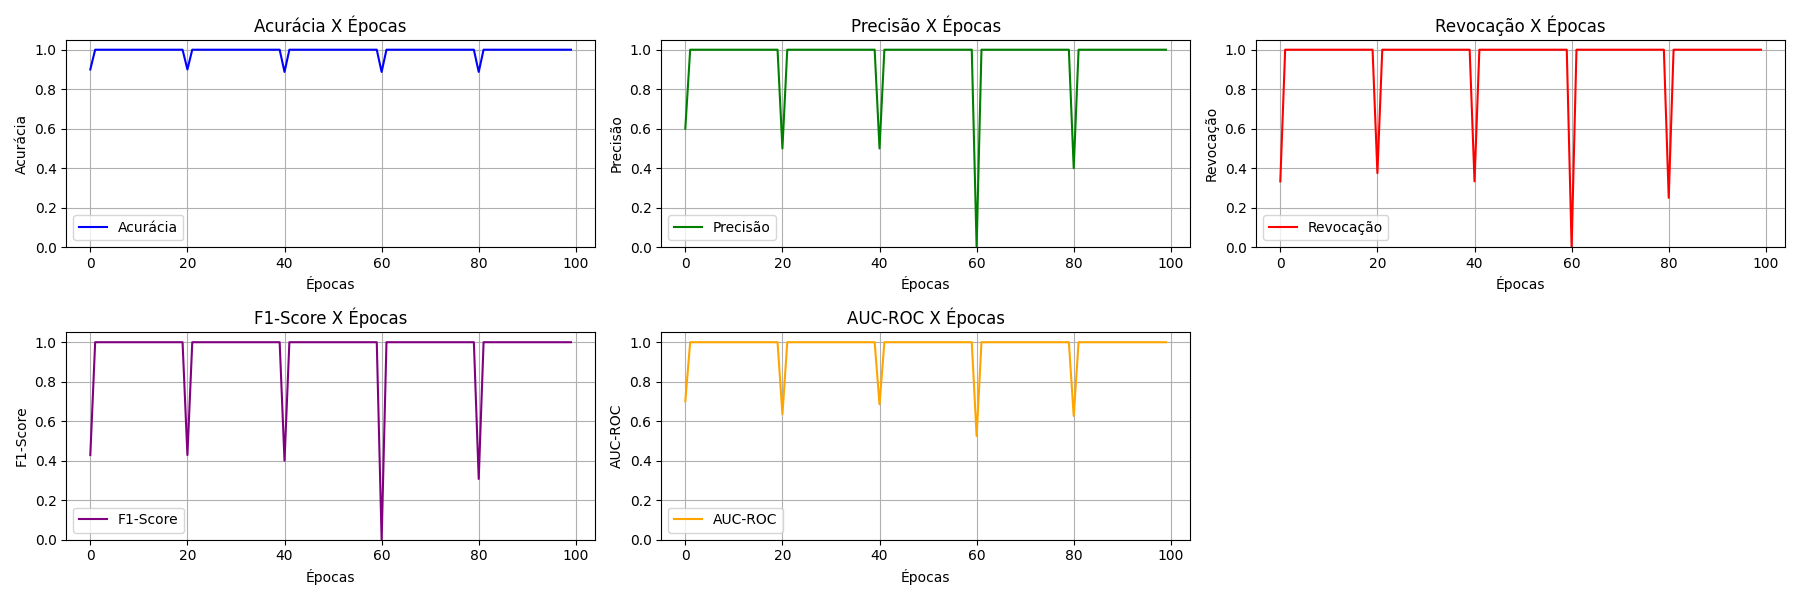 Acurácia X Épocas
Acurácia
1.0
0.8
0.6
0.4
0.2
0.0
Acurácia
0 20 40 60 80 100
Épocas
Precisão X Épocas
Precisão
1.0
0.8
0.6
0.4
0.2
0.0
Precisão
0 20 40 60 80 100
Épocas
Revocação X Épocas
Revocação
1.0
0.8
0.6
0.4
0.2
0.0
Revocação
0 20 40 60 80 100
Épocas
F1-Score X Épocas
F1-Score
1.0
0.8
0.6
0.4
0.2
0.0
F1-Score
0 20 40 60 80 100
Épocas
AUC-ROC X Épocas
AUC-ROC
1.0
0.8
0.6
0.4
0.2
0.0
AUC-ROC
0 20 40 60 80 100
Épocas